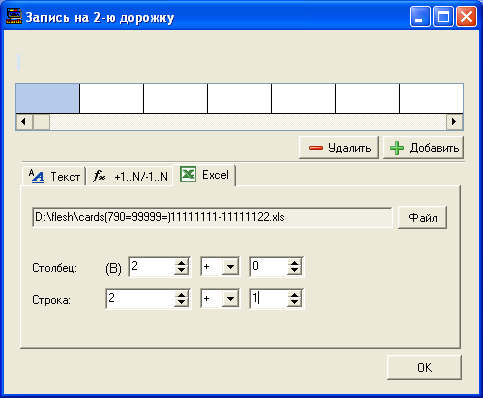 Запись на 2-ю дорожку
Удалить
Добавить
Текст
+1..N/-1..N
Excel
D:\flesh\cards(790=99999=)11111111-11111122.xls
Файл
Столбец: (B) 2 + 0
Строка: 2 + 1
OK